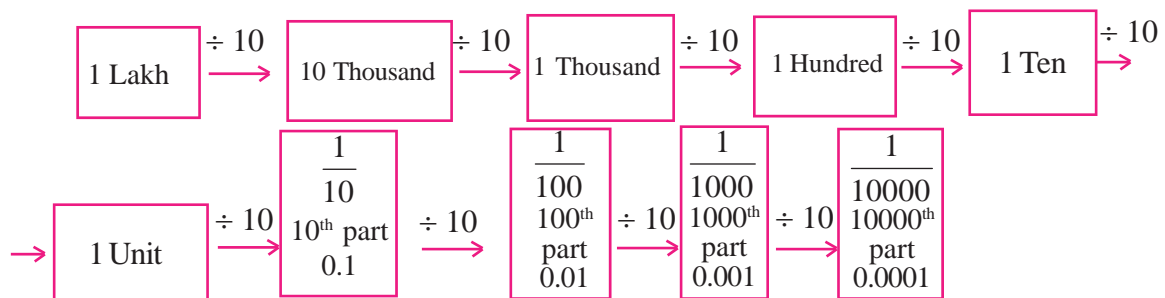 ÷ 10 ÷ 10 ÷ 10 ÷ 10 ÷ 10
1 Lakh 10 Thousand 1 Thousand 1 Hundred 1 Ten
1 1 1 1
10 100 1000 10000
÷ 10 10th part ÷ 10 100th ÷ 10 1000th ÷ 10 10000th
1 Unit part part part
0.1 0.01 0.001 0.0001